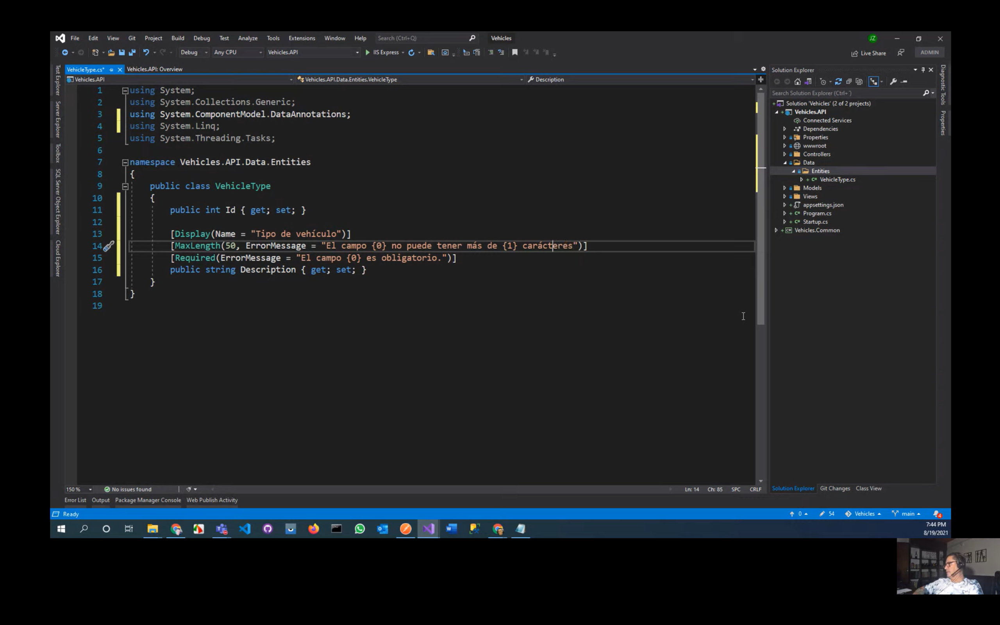 File Edit View Git Project Build Debug Test Analyze Tools Extensions Window Help Search (Ctrl+Q) Vehicles JZ
Debug Any CPU Vehicles.API IIS Express Live Share ADMIN
VehicleType.cs* Vehicles.API: Overview
Vehicles.API Vehicles.API.Data.Entities.VehicleType Description
Test Explorer
Server Explorer
Toolbox
SQL Server Object Explorer
Cloud Explorer
1 using System;
2 using System.Collections.Generic;
3 using System.ComponentModel.DataAnnotations;
4 using System.Linq;
5 using System.Threading.Tasks;
6
7 namespace Vehicles.API.Data.Entities
8 {
9 public class VehicleType
10 {
11 public int Id { get; set; }
12
13 [Display(Name = "Tipo de vehículo")]
14 [MaxLength(50, ErrorMessage = "El campo {0} no puede tener más de {1} carácterés")]
15 [Required(ErrorMessage = "El campo {0} es obligatorio.")]
16 public string Description { get; set; }
17 }
18 }
19
150 % No issues found Ln: 14 Ch: 85 SPC CRLF
Solution Explorer
Search Solution Explorer (Ctrl+´)
Solution 'Vehicles' (2 of 2 projects)
Vehicles.API
Connected Services
Dependencies
Properties
wwwroot
Controllers
Data
Entities
VehicleType.cs
Models
Views
appsettings.json
Program.cs
Startup.cs
Vehicles.Common
Solution Explorer Git Changes Class View
Diagnostic Tools
Properties
Error List Output Package Manager Console Web Publish Activity
Ready 0 54 Vehicles main 4
7:44 PM
8/19/2021